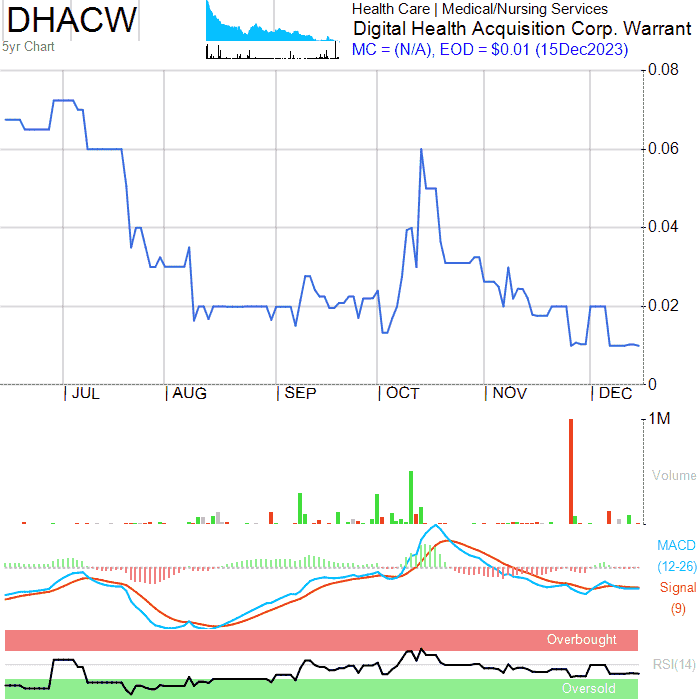 DHACW
5yr Chart
Health Care | Medical/Nursing Services
Digital Health Acquisition Corp. Warrant
MC = (N/A), EOD = $0.01 (15Dec2023)
0.08
0.06
0.04
0.02
0
JUL AUG SEP OCT NOV DEC
1M
Volume
MACD
(12-26)
Signal
(9)
Overbought
RSI(14)
Oversold